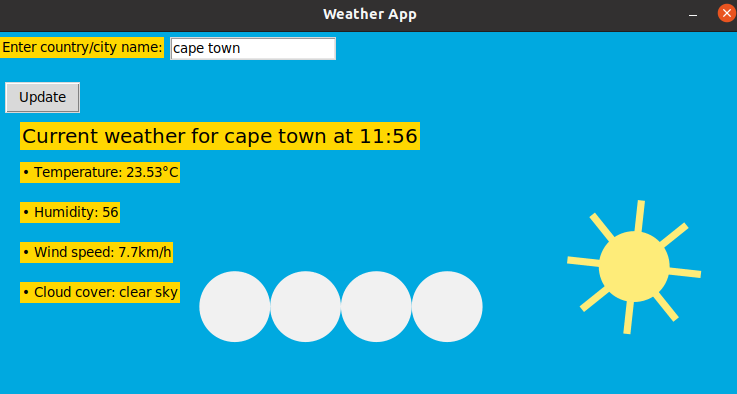 Weather App
Enter country/city name: cape town
Update
Current weather for cape town at 11:56
• Temperature: 23.53°C
• Humidity: 56
• Wind speed: 7.7km/h
• Cloud cover: clear sky